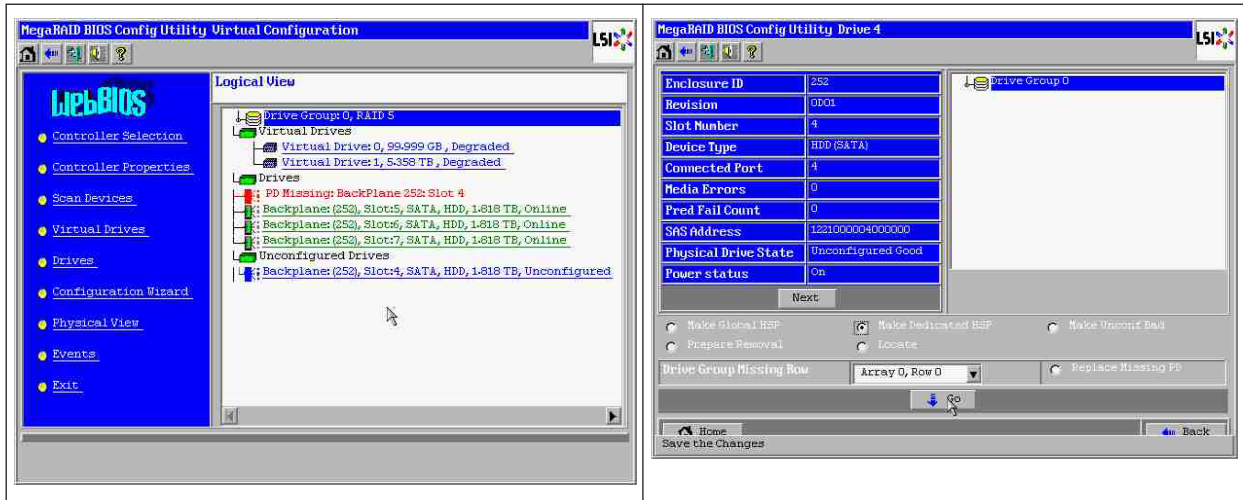 MegaRAID BIOS Config Utility Virtual Configuration
LSI
WebBIOS
Controller Selection
Controller Properties
Scan Devices
Virtual Drives
Drives
Configuration Wizard
Physical View
Events
Exit
Logical View
Drive Group: 0, RAID 5
Virtual Drives
Virtual Drive: 0, 99.999 GB, Degraded
Virtual Drive: 1, 5.358 TB, Degraded
Drives
PD Missing: BackPlane 252: Slot 4
Backplane: (252), Slot:5, SATA, HDD, 1.818 TB, Online
Backplane: (252), Slot:6, SATA, HDD, 1.818 TB, Online
Backplane: (252), Slot:7, SATA, HDD, 1.818 TB, Online
Unconfigured Drives
Backplane: (252), Slot:4, SATA, HDD, 1.818 TB, Unconfigured
MegaRAID BIOS Config Utility Drive 4
LSI
Enclosure ID 252
Revision 0D01
Slot Number 4
Device Type HDD (SATA)
Connected Port 4
Media Errors 0
Pred Fail Count 0
SAS Address 1221000004000000
Physical Drive State Unconfigured Good
Power status On
Next
Drive Group 0
Make Global HSP Make Dedicated HSP Make Unconf Bad
Prepare Removal Locate
Drive Group Missing Row Array 0, Row 0 Replace Missing PD
Go
Home Back
Save the Changes